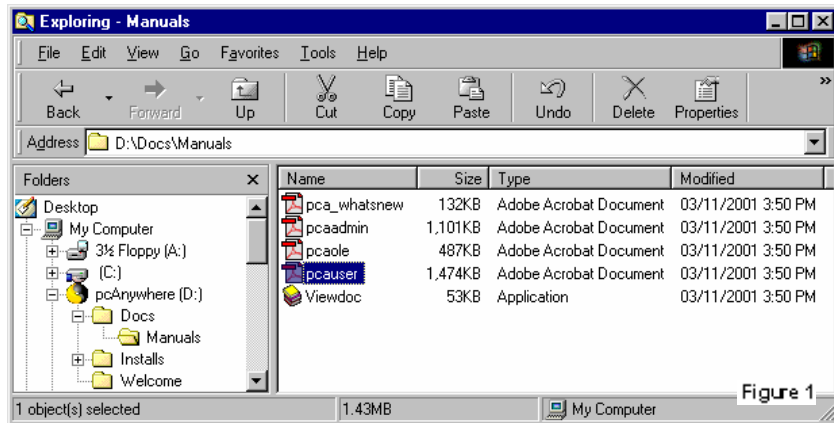 Exploring - Manuals
File Edit View Go Favorites Tools Help
Back Forward Up Cut Copy Paste Undo Delete Properties »
Address D:\Docs\Manuals
Folders
Desktop
My Computer
3½ Floppy (A:)
(C:)
pcAnywhere (D:)
Docs
Manuals
Installs
Welcome
Name Size Type Modified
pca_whatsnew 132KB Adobe Acrobat Document 03/11/2001 3:50 PM
pcaadmin 1,101KB Adobe Acrobat Document 03/11/2001 3:50 PM
pcaole 487KB Adobe Acrobat Document 03/11/2001 3:50 PM
pcauser 1,474KB Adobe Acrobat Document 03/11/2001 3:50 PM
Viewdoc 53KB Application 03/11/2001 3:50 PM
Figure 1
1 object(s) selected 1.43MB My Computer